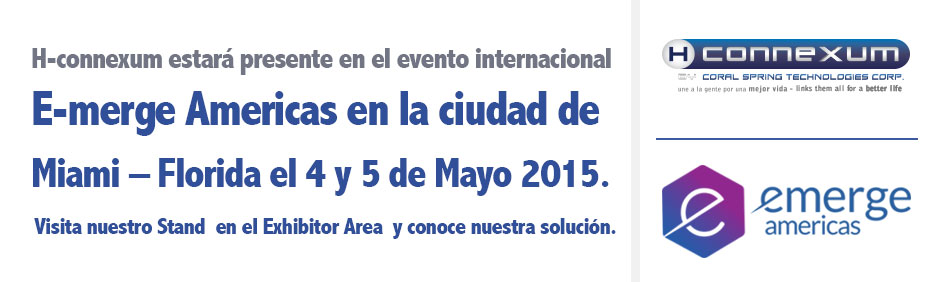 H-connexum estará presente en el evento internacional
E-merge Americas en la ciudad de
Miami – Florida el 4 y 5 de Mayo 2015.
Visita nuestro Stand en el Exhibitor Area y conoce nuestra solución.
H CONNEXUM
CORAL SPRING TECHNOLOGIES CORP.
une a la gente por una mejor vida - links them all for a better life
e emerge
americas